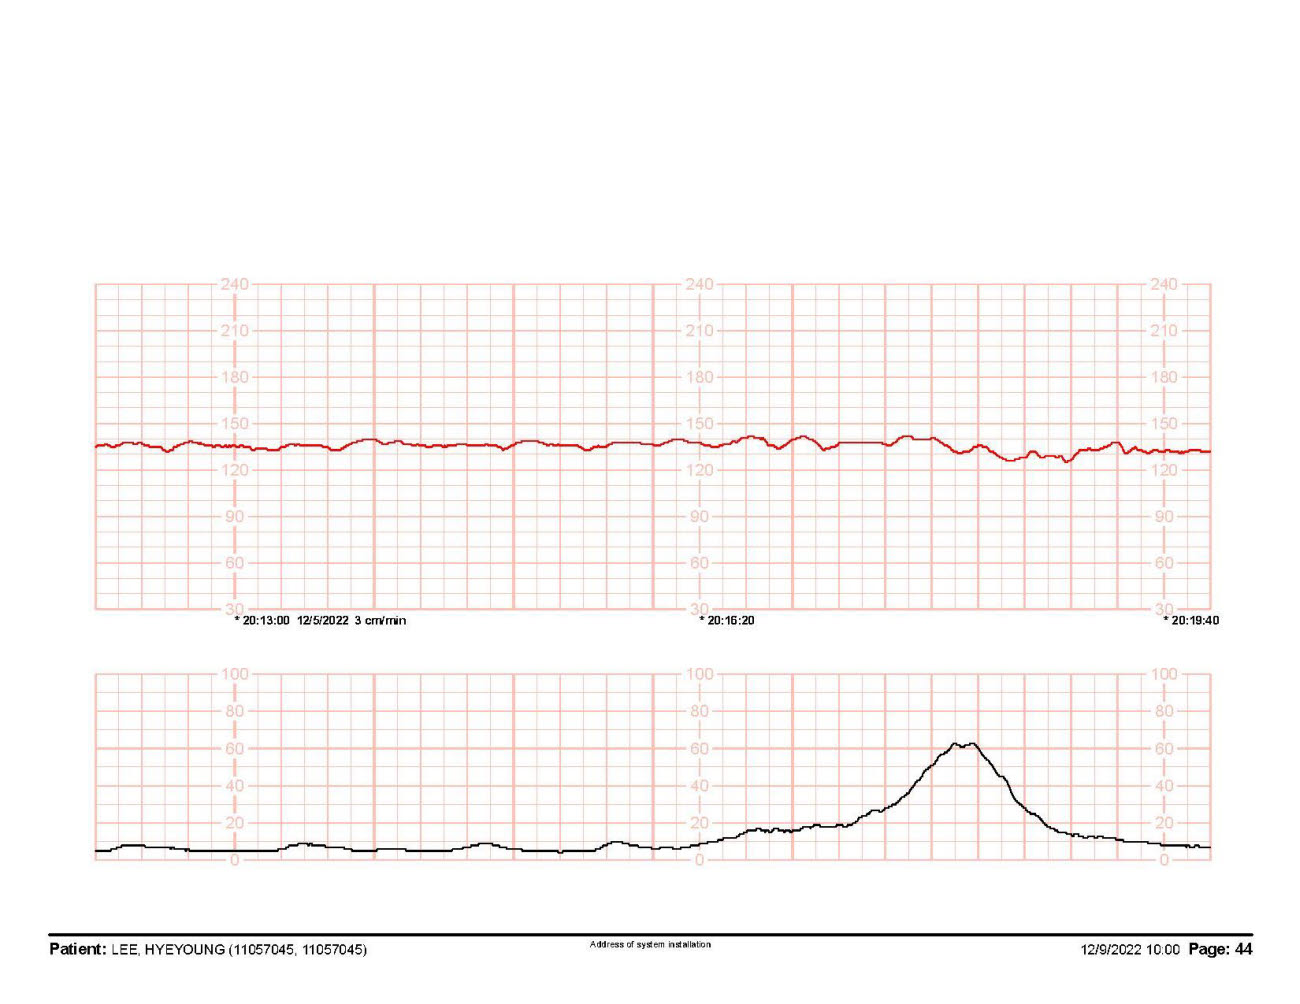 240 240 240
210 210 210
180 180 180
150 150 150
120 120 120
90 90 90
60 60 60
30 30 30
* 20:13:00 12/5/2022 3 cm/min * 20:16:20 * 20:19:40
100 100 100
80 80 80
60 60 60
40 40 40
20 20 20
0 0 0
Patient: LEE, HYEYOUNG (11057045, 11057045) Address of system installation 12/9/2022 10:00 Page: 44